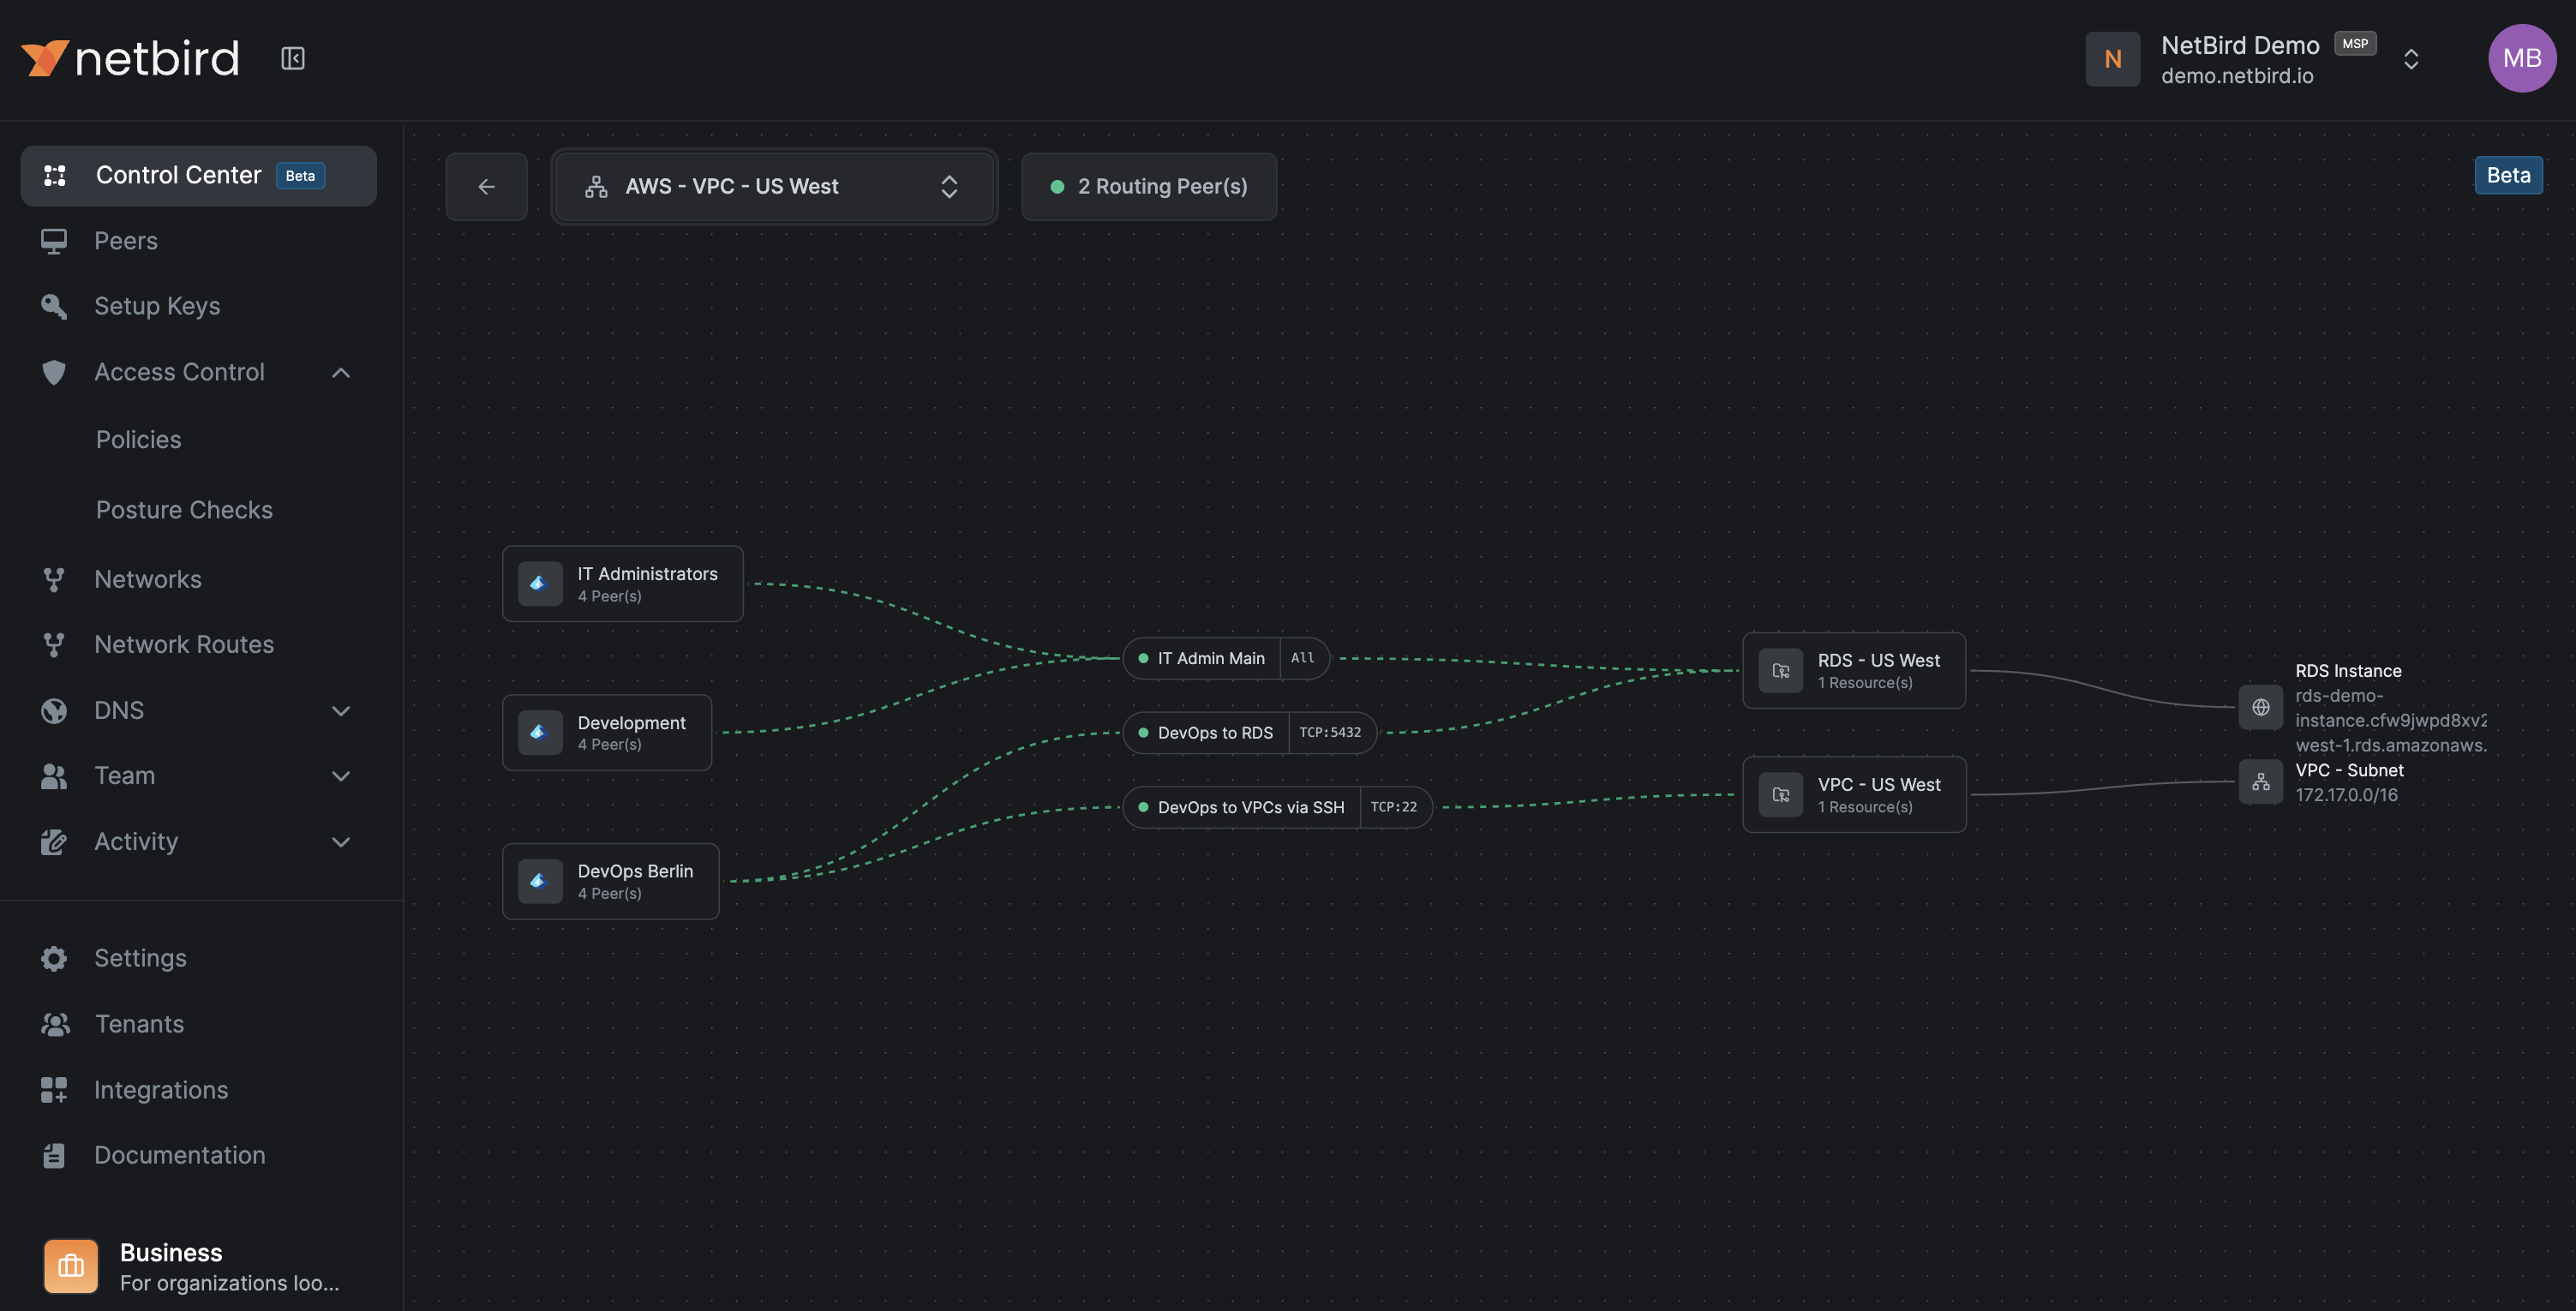 netbird
N
NetBird Demo MSP
demo.netbird.io
MB
Control Center Beta
Peers
Setup Keys
Access Control
Policies
Posture Checks
Networks
Network Routes
DNS
Team
Activity
Settings
Tenants
Integrations
Documentation
Business
For organizations loo...
AWS - VPC - US West
2 Routing Peer(s)
Beta
IT Administrators
4 Peer(s)
Development
4 Peer(s)
DevOps Berlin
4 Peer(s)
IT Admin Main All
DevOps to RDS TCP:5432
DevOps to VPCs via SSH TCP:22
RDS - US West
1 Resource(s)
VPC - US West
1 Resource(s)
RDS Instance
rds-demo-
instance.cfw9jwpd8xv2
west-1.rds.amazonaws.
VPC - Subnet
172.17.0.0/16